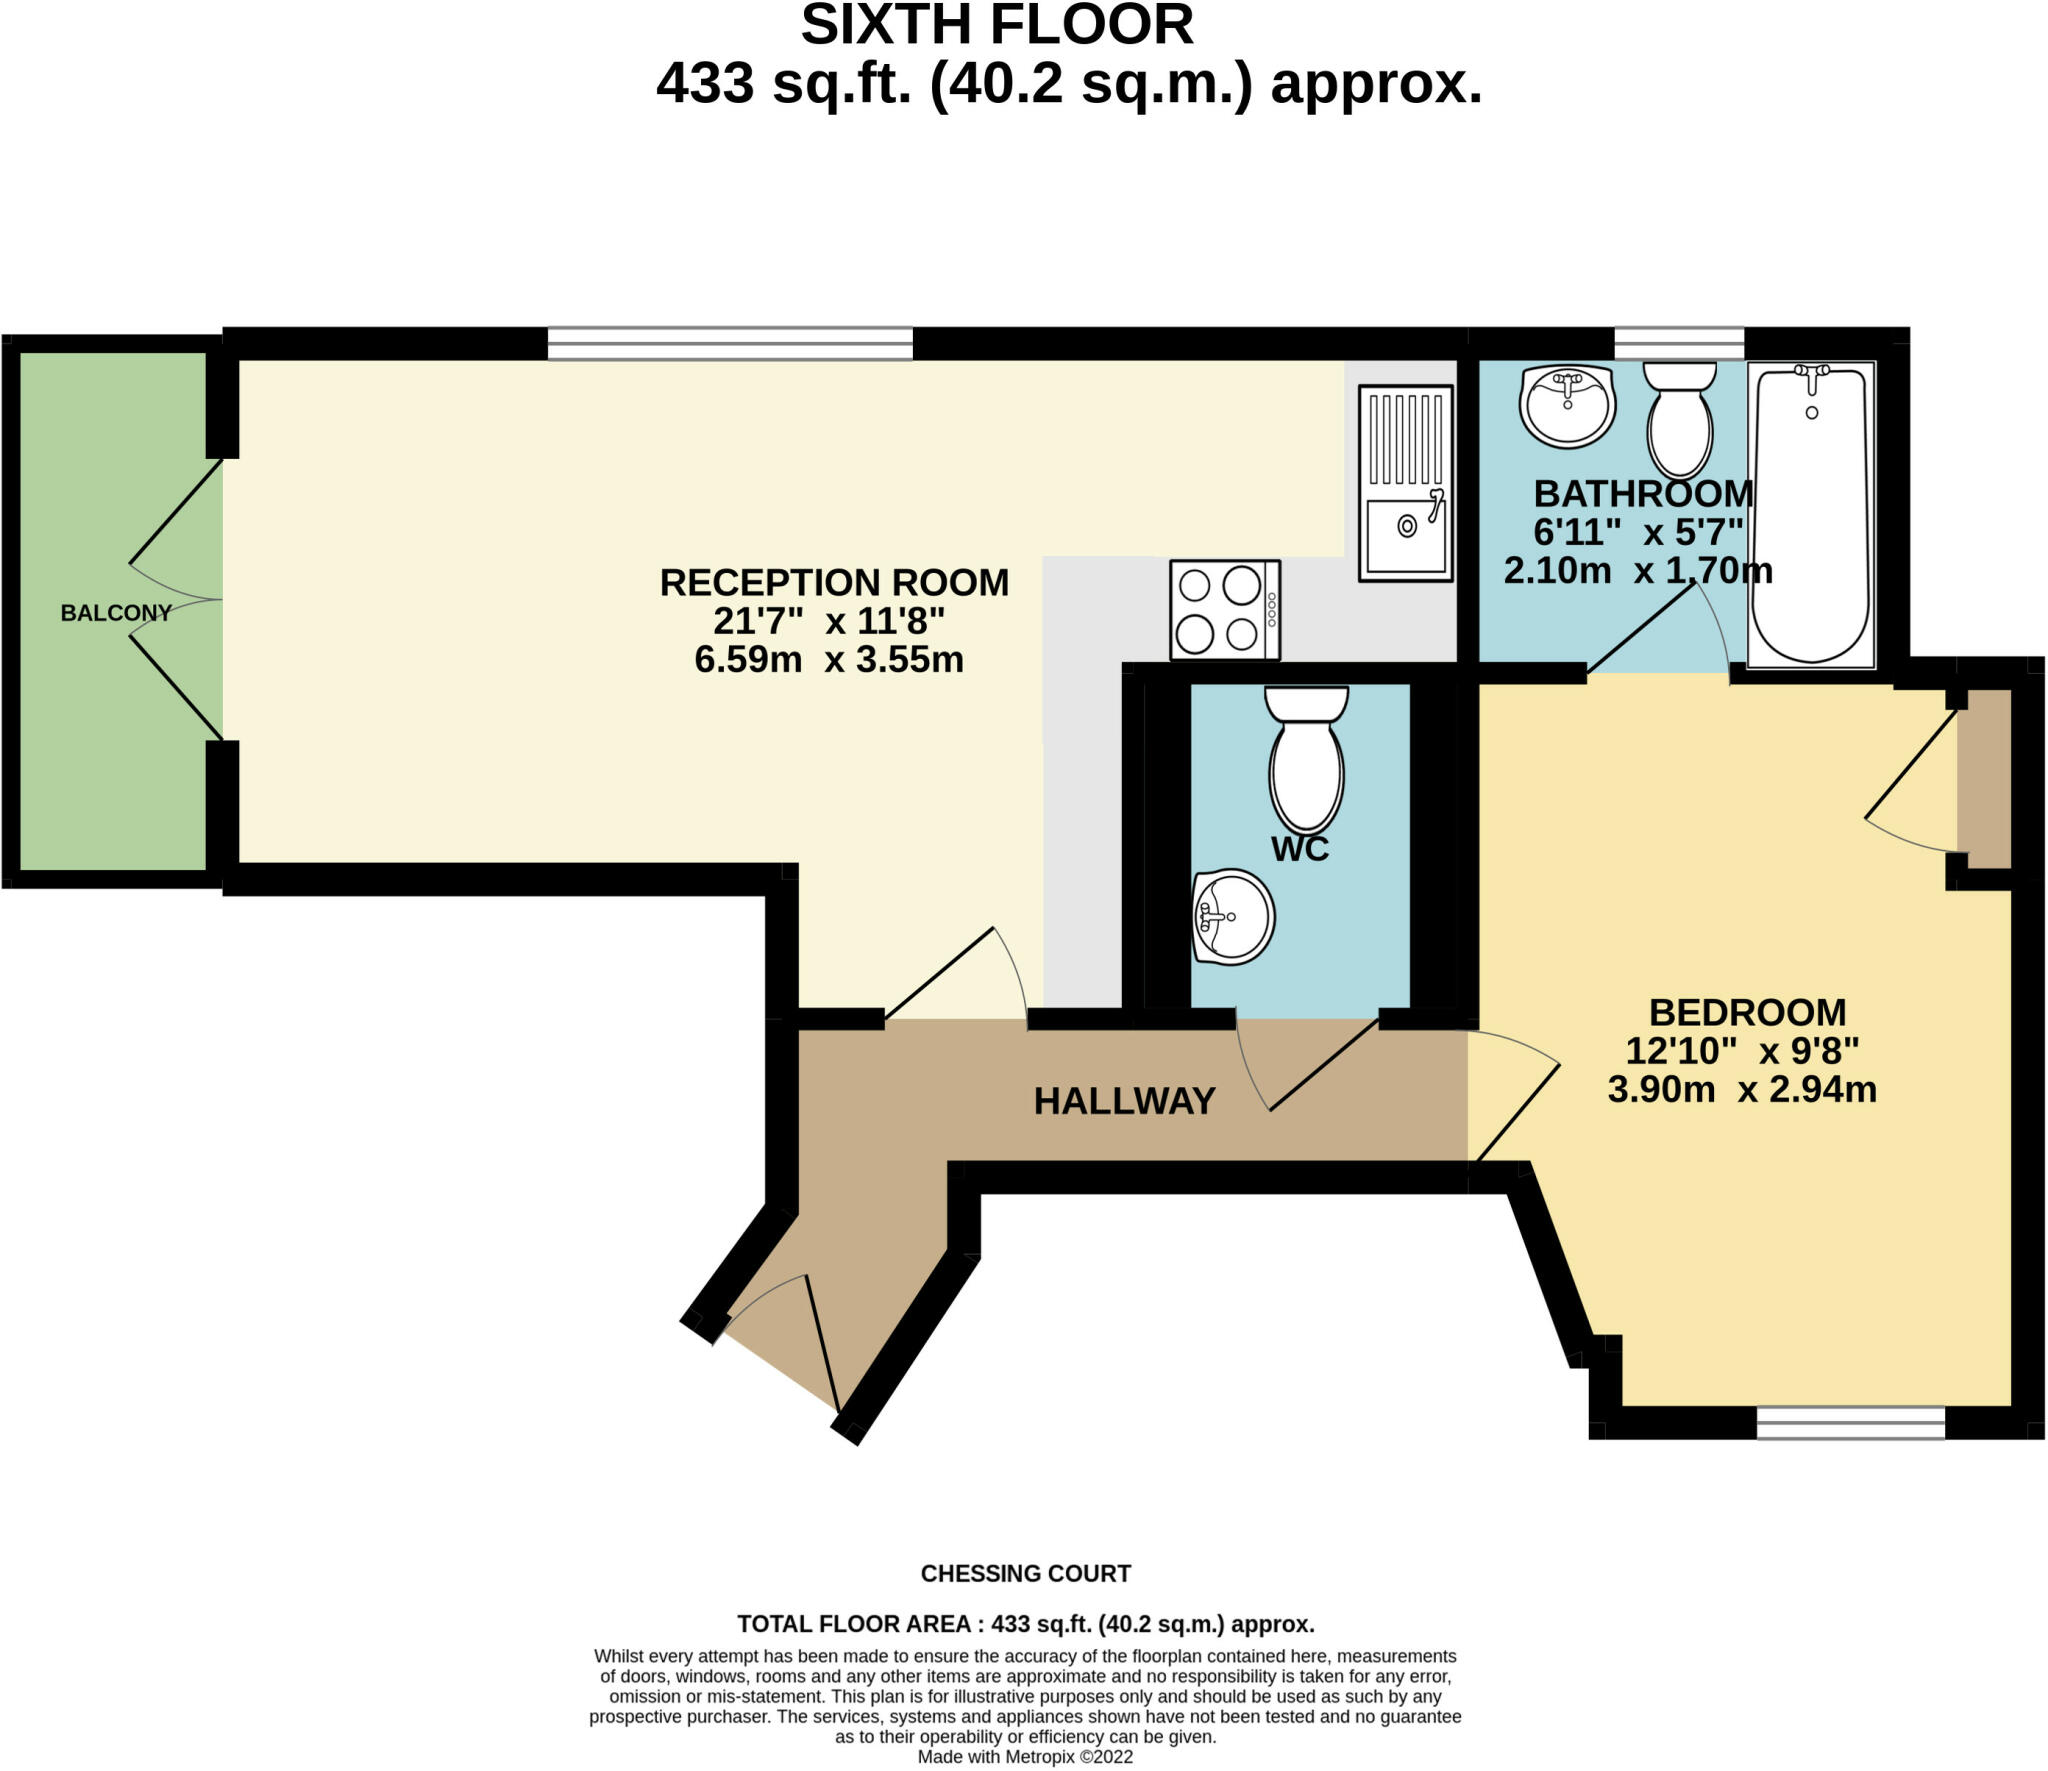 SIXTH FLOOR
433 sq.ft. (40.2 sq.m.) approx.
BATHROOM
6'11" x 5'7"
2.10m x 1.70m
RECEPTION ROOM
21'7" x 11'8"
6.59m x 3.55m
BALCONY
WC
BEDROOM
12'10" x 9'8"
3.90m x 2.94m
HALLWAY
CHESSING COURT
TOTAL FLOOR AREA : 433 sq.ft. (40.2 sq.m.) approx.
Whilst every attempt has been made to ensure the accuracy of the floorplan contained here, measurements
of doors, windows, rooms and any other items are approximate and no responsibility is taken for any error,
omission or mis-statement. This plan is for illustrative purposes only and should be used as such by any
prospective purchaser. The services, systems and appliances shown have not been tested and no guarantee
as to their operability or efficiency can be given.
Made with Metropix ©2022